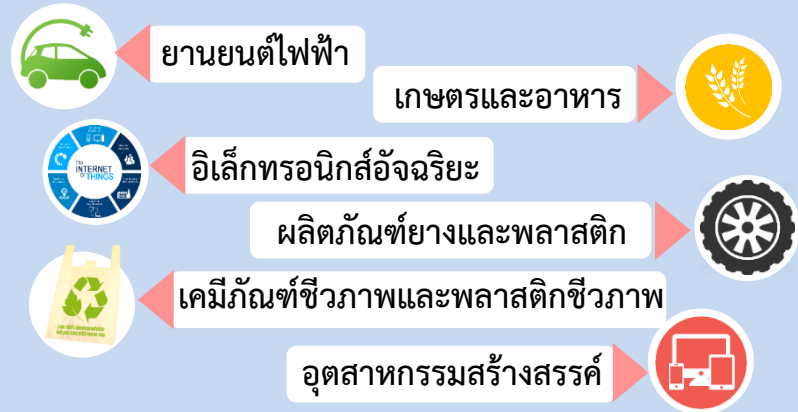 ยานยนต์ไฟฟ้า
เกษตรและอาหาร
The
INTERNET
of THINGS
อิเล็กทรอนิกส์อัจฉริยะ
ผลิตภัณฑ์ยางและพลาสติก
เคมีภัณฑ์ชีวภาพและพลาสติกชีวภาพ
อุตสาหกรรมสร้างสรรค์